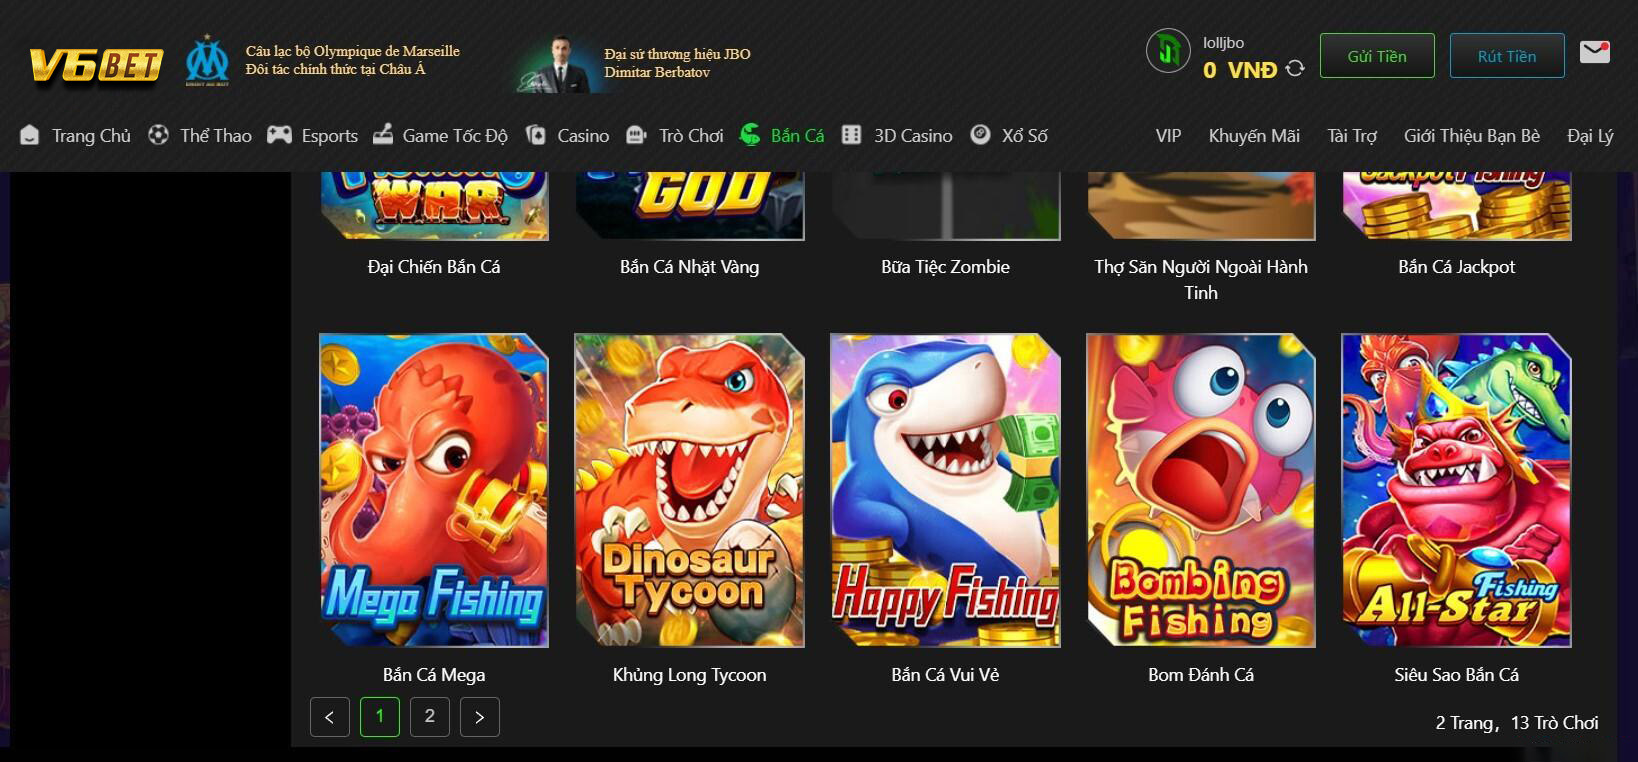 V6BET
Câu lạc bộ Olympique de Marseille
Đôi tác chính thức tại Châu Á
Đại sứ thương hiệu JBO
Dimitar Berbatov
lolljbo
0 VNĐ
Gửi Tiền
Rút Tiền
Trang Chủ
Thể Thao
Esports
Game Tốc Độ
Casino
Trò Chơi
Bắn Cá
3D Casino
Xổ Số
VIP
Khuyến Mãi
Tài Trợ
Giới Thiệu Bạn Bè
Đại Lý
WAR
GOD
Jackpot Fishing
Đại Chiến Bắn Cá
Bắn Cá Nhặt Vàng
Bữa Tiệc Zombie
Thợ Săn Người Ngoài Hành
Tinh
Bắn Cá Jackpot
Mega Fishing
Dinosaur
Tycoon
Happy Fishing
Bombing
Fishing
Fishing
All-Star
Bắn Cá Mega
Khủng Long Tycoon
Bắn Cá Vui Vẻ
Bom Đánh Cá
Siêu Sao Bắn Cá
< 1 2 >
2 Trang, 13 Trò Chơi